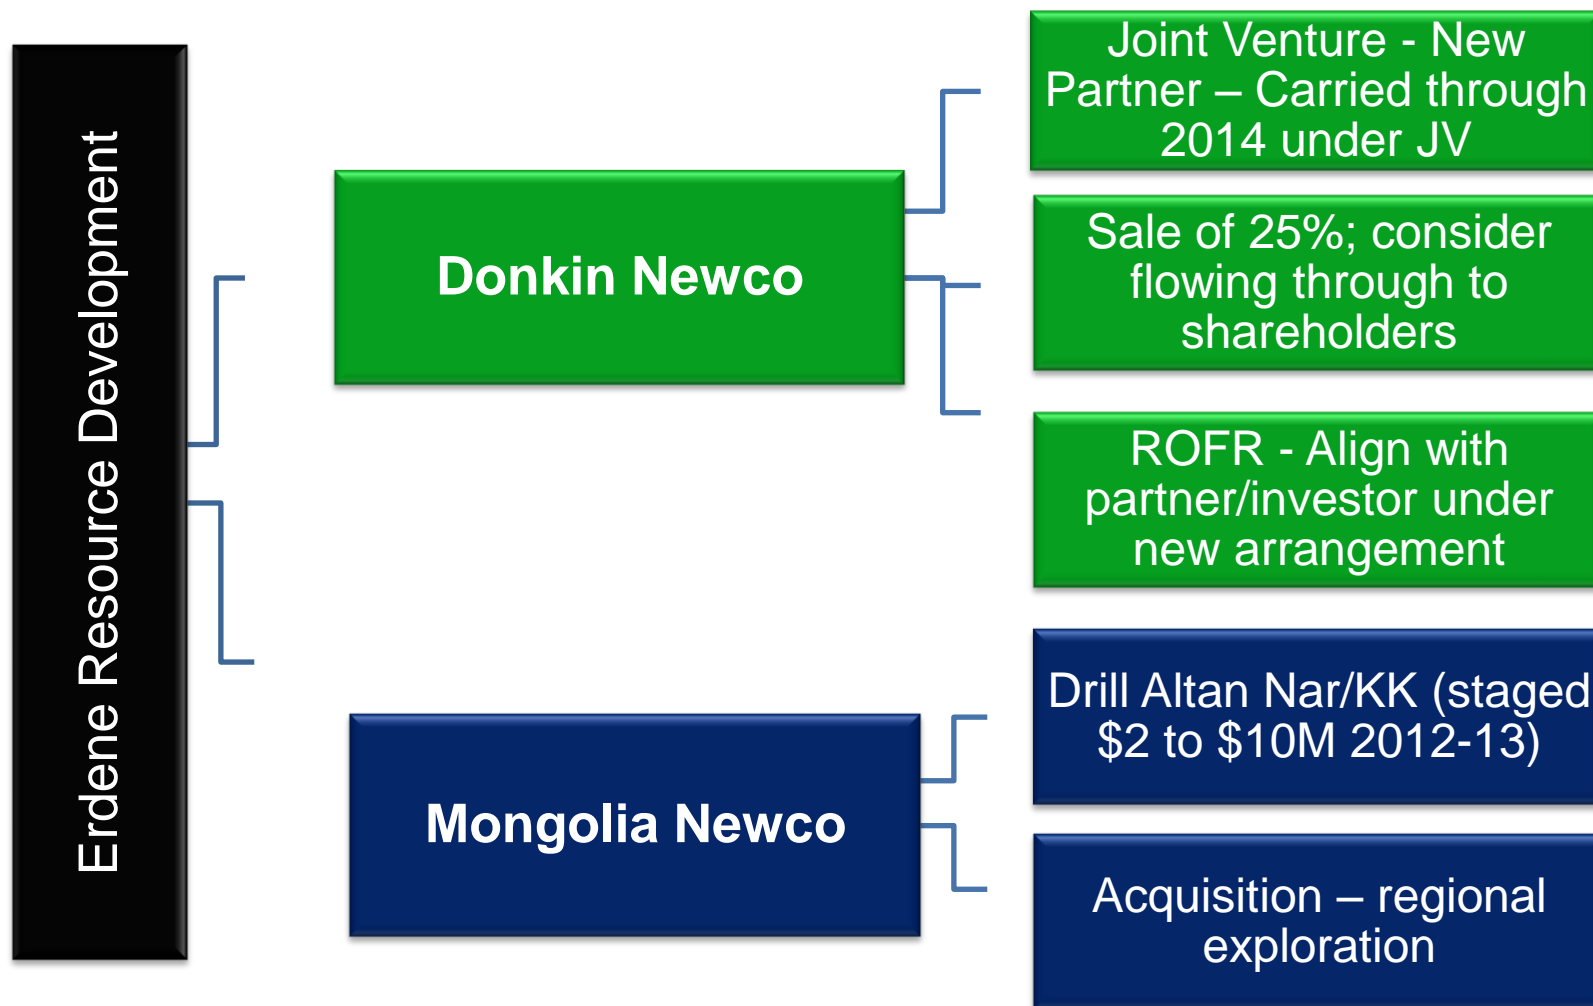 Erdene Resource Development
Donkin Newco
Joint Venture - New
Partner – Carried through
2014 under JV
Sale of 25%; consider
flowing through to
shareholders
ROFR - Align with
partner/investor under
new arrangement
Mongolia Newco
Drill Altan Nar/KK (staged
$2 to $10M 2012-13)
Acquisition – regional
exploration